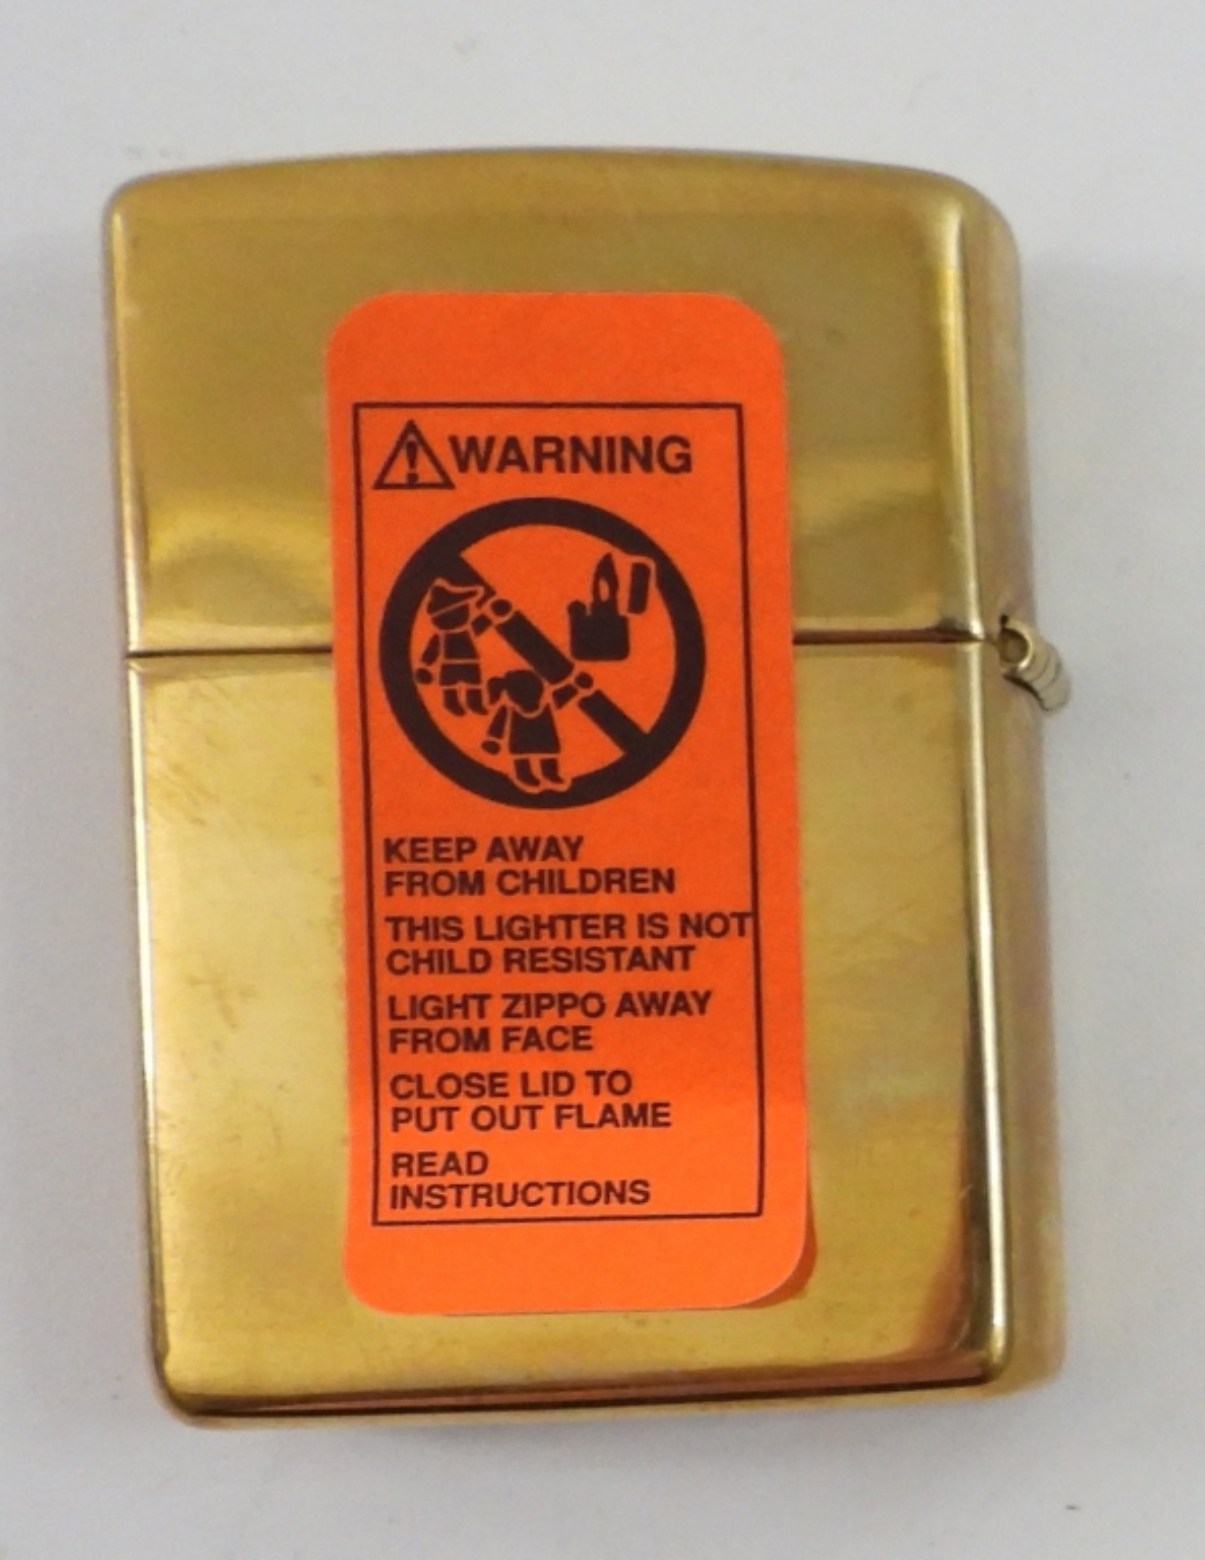 WARNING
KEEP AWAY
FROM CHILDREN
THIS LIGHTER IS NOT
CHILD RESISTANT
LIGHT ZIPPO AWAY
FROM FACE
CLOSE LID TO
PUT OUT FLAME
READ
INSTRUCTIONS